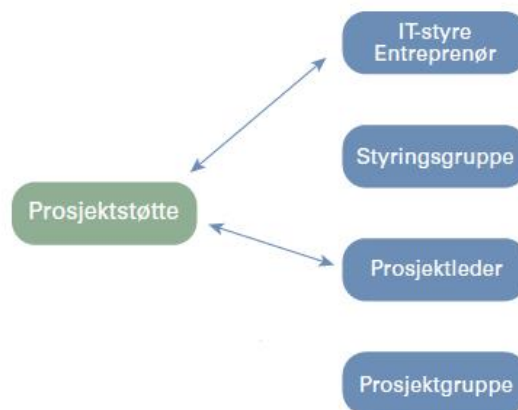 IT-styre
Entreprenør
Styringsgruppe
Prosjektstøtte
Prosjektleder
Prosjektgruppe